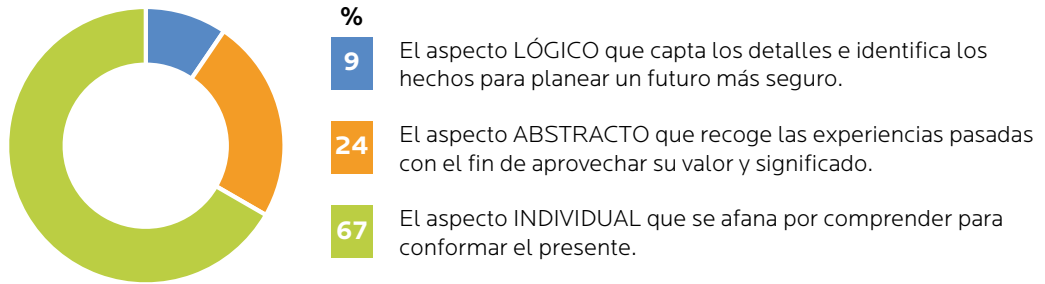 %
9
El aspecto LÓGICO que capta los detalles e identifica los
hechos para planear un futuro más seguro.
24
El aspecto ABSTRACTO que recoge las experiencias pasadas
con el fin de aprovechar su valor y significado.
67
El aspecto INDIVIDUAL que se afana por comprender para
conformar el presente.